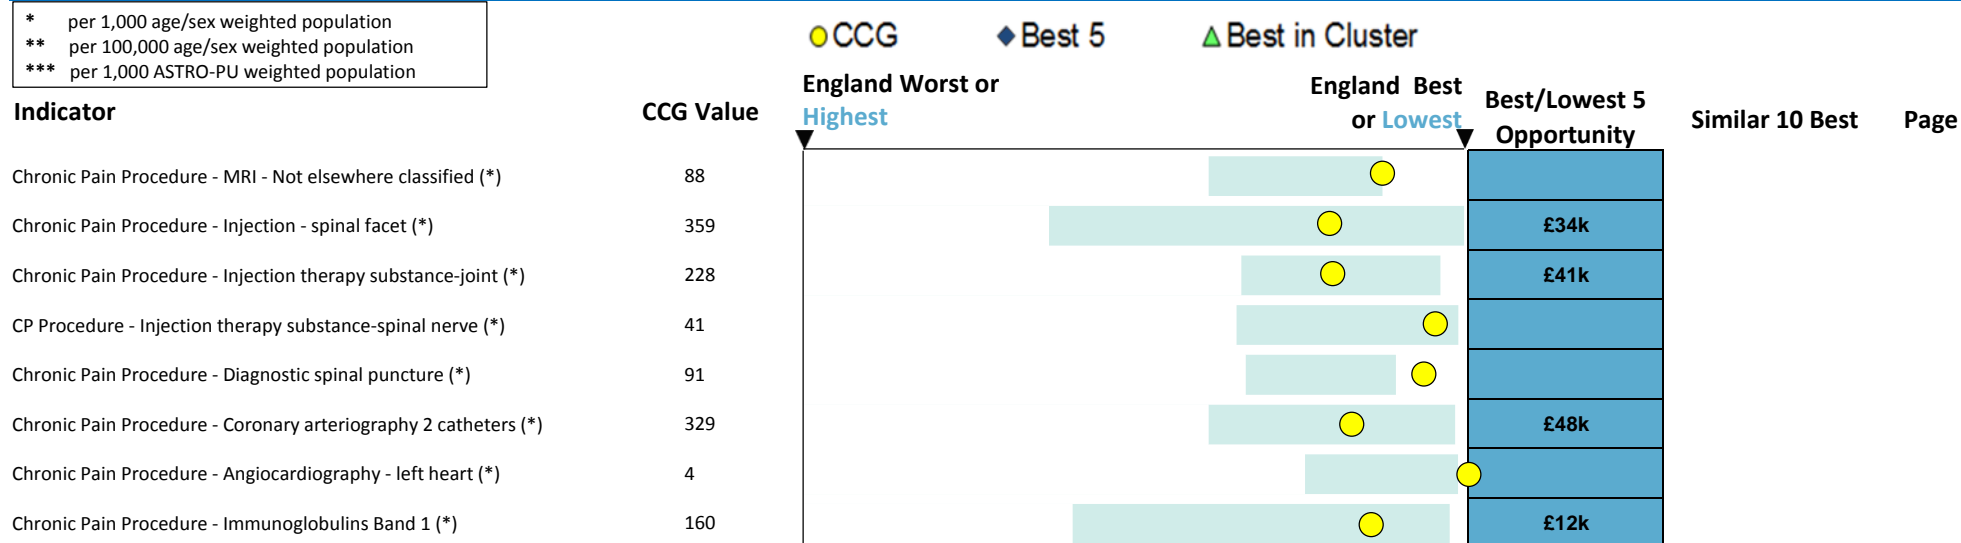 * per 1,000 age/sex weighted population
** per 100,000 age/sex weighted population
*** per 1,000 ASTRO-PU weighted population
CCG Best 5 Best in Cluster
Indicator CCG Value England Worst or Highest England Best or Lowest Best/Lowest 5 Opportunity Similar 10 Best Page
Chronic Pain Procedure - MRI - Not elsewhere classified (*) 88
Chronic Pain Procedure - Injection - spinal facet (*) 359 £34k
Chronic Pain Procedure - Injection therapy substance-joint (*) 228 £41k
CP Procedure - Injection therapy substance-spinal nerve (*) 41
Chronic Pain Procedure - Diagnostic spinal puncture (*) 91
Chronic Pain Procedure - Coronary arteriography 2 catheters (*) 329 £48k
Chronic Pain Procedure - Angiocardiography - left heart (*) 4
Chronic Pain Procedure - Immunoglobulins Band 1 (*) 160 £12k